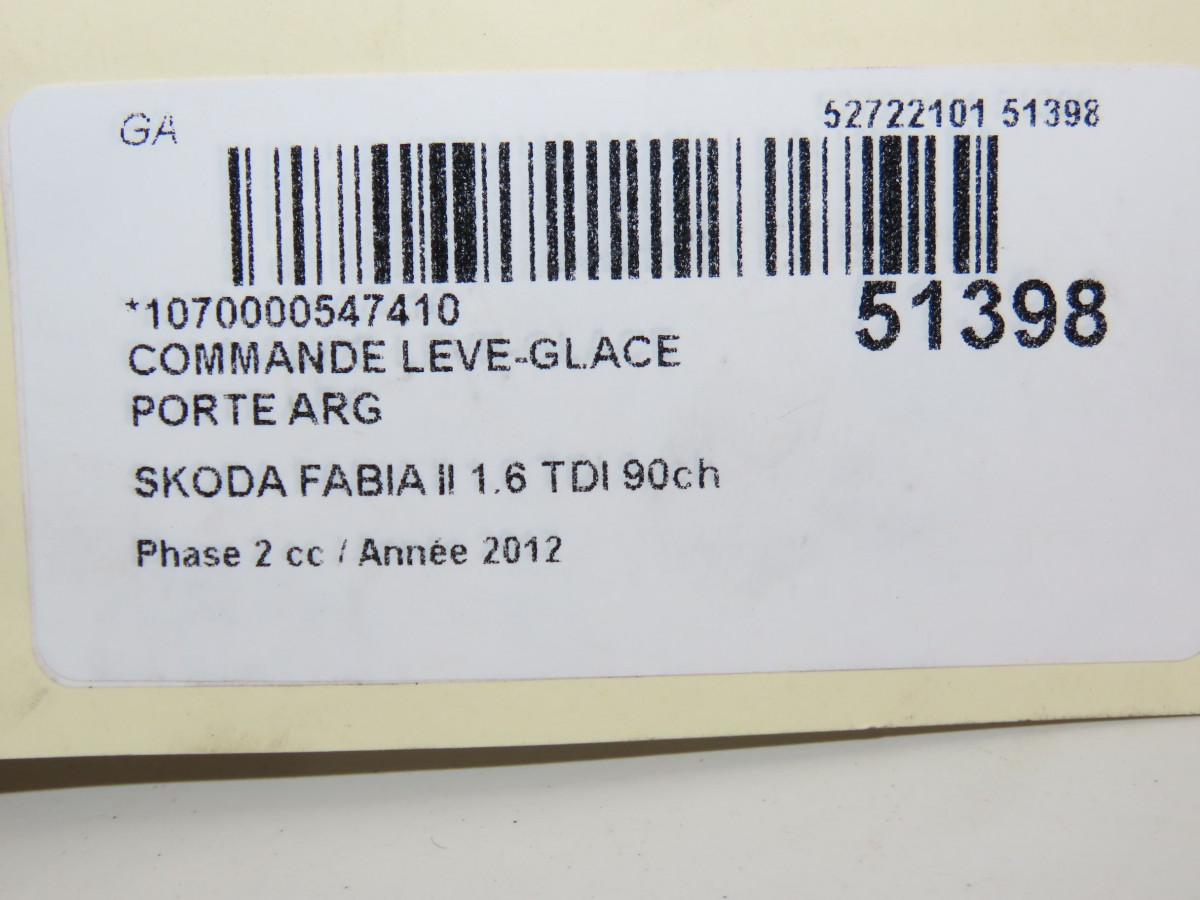 GA
52722101 51398
*1070000547410
51398
COMMANDE LEVE-GLACE
PORTE ARG
SKODA FABIA II 1.6 TDI 90ch
Phase 2 cc / Année 2012